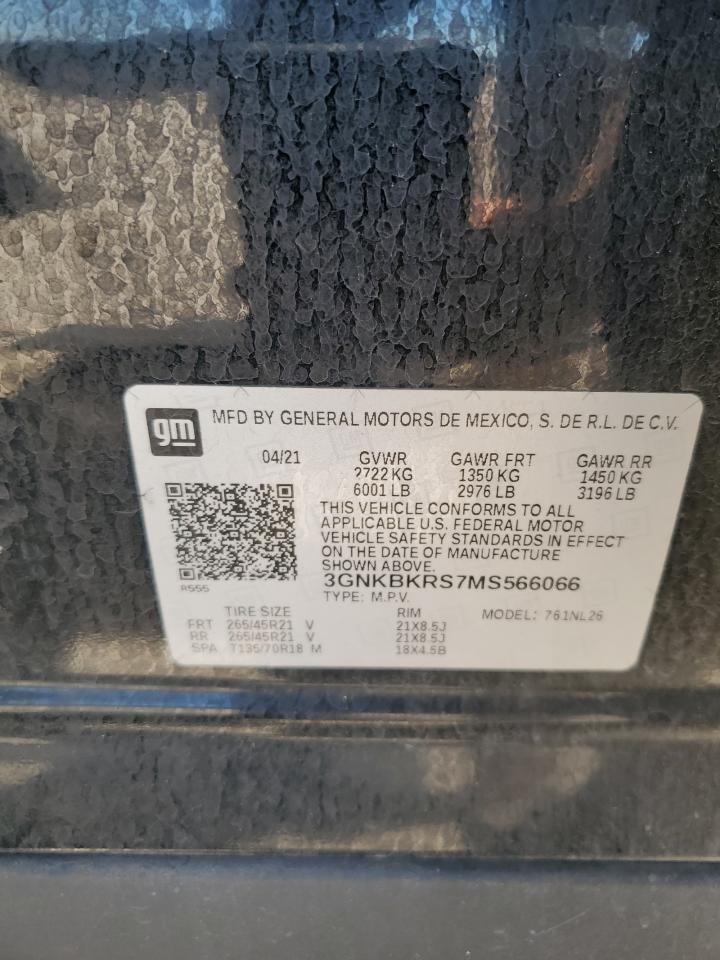 gm MFD BY GENERAL MOTORS DE MEXICO, S. DE R.L. DE C.V.
04/21 GVWR GAWR FRT GAWR RR
2722 KG 1350 KG 1450 KG
6001 LB 2976 LB 3196 LB
THIS VEHICLE CONFORMS TO ALL
APPLICABLE U.S. FEDERAL MOTOR
VEHICLE SAFETY STANDARDS IN EFFECT
ON THE DATE OF MANUFACTURE
SHOWN ABOVE.
R555 3GNKBKRS7MS566066
TYPE: M.P.V.
TIRE SIZE RIM MODEL: 761NL26
FRT 265/45R21 V 21X8.5J
RR 265/45R21 V 21X8.5J
SPA T135/70R18 M 18X4.5B